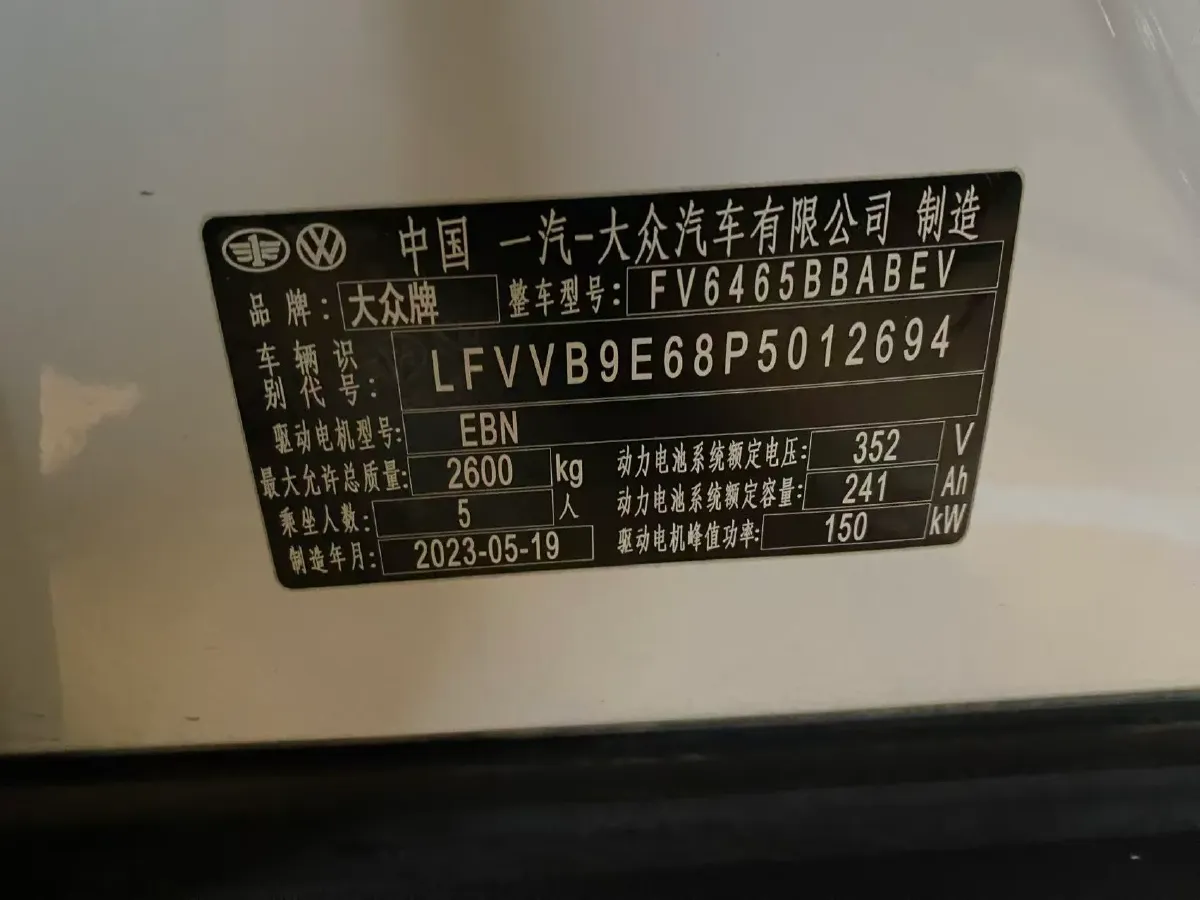 中国 一汽-大众汽车有限公司 制造
品牌: 大众牌 整车型号: FV6465BBABEV
车辆识别代号: LFVVB9E68P5012694
驱动电机型号: EBN
最大允许总质量: 2600 kg 动力电池系统额定电压: 352 V
乘坐人数: 5 人 动力电池系统额定容量: 241 Ah
制造年月: 2023-05-19 驱动电机峰值功率: 150 kW